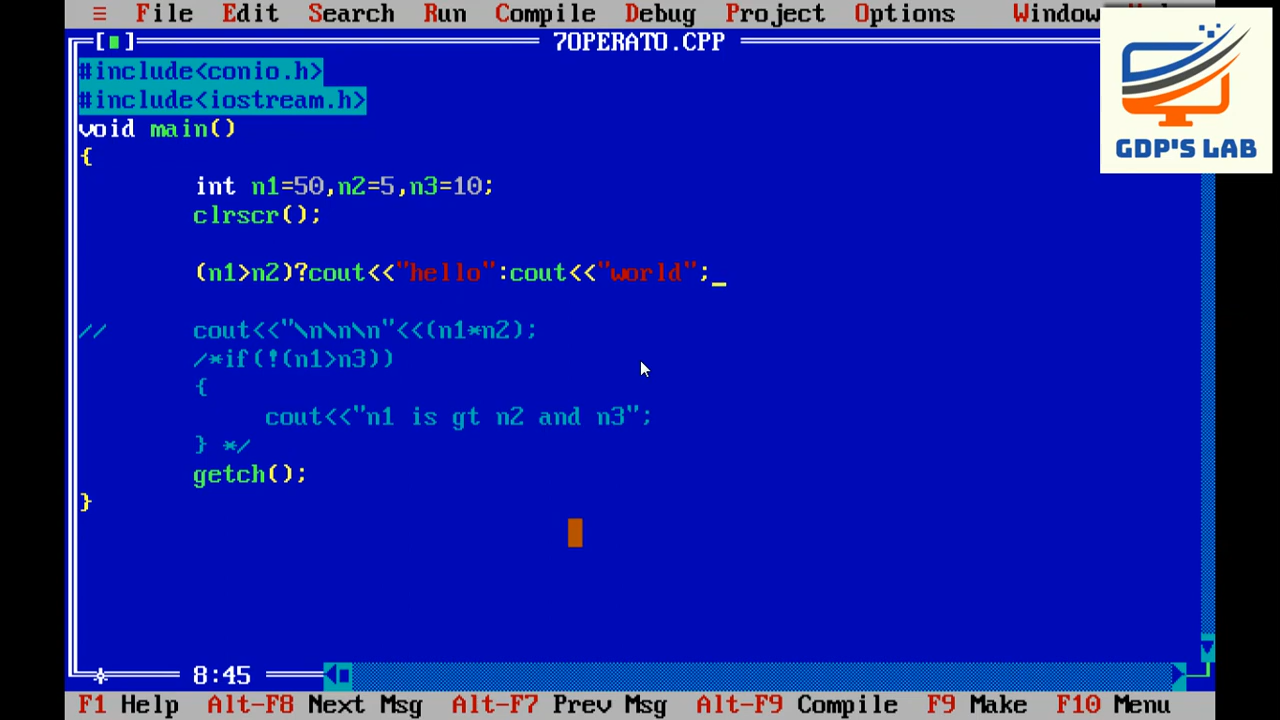 ≡ File Edit Search Run Compile Debug Project Options Window
[■] 7OPERATO.CPP
#include<conio.h>
#include<iostream.h>
void main()
{
int n1=50,n2=5,n3=10;
clrscr();
(n1>n2)?cout<<"hello":cout<<"world";_
// cout<<"\n\n\n"<<(n1*n2);
/*if(!(n1>n3))
{
cout<<"n1 is gt n2 and n3";
} */
getch();
}
8:45
F1 Help Alt-F8 Next Msg Alt-F7 Prev Msg Alt-F9 Compile F9 Make F10 Menu
GDP'S LAB